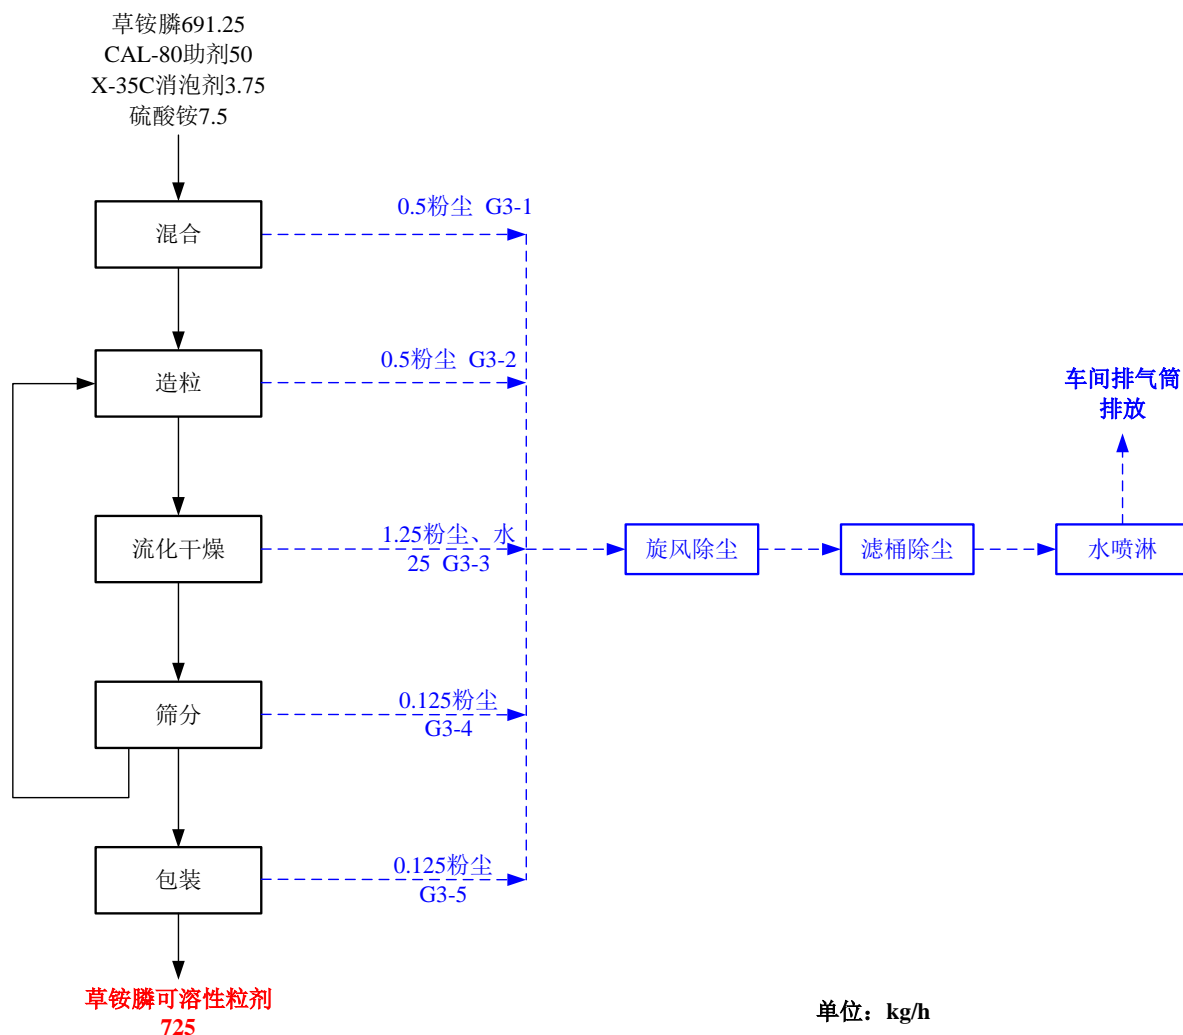 草铵膦691.25
CAL-80助剂50
X-35C消泡剂3.75
硫酸铵7.5
混合
0.5粉尘 G3-1
造粒
0.5粉尘 G3-2
车间排气筒
排放
流化干燥
1.25粉尘、水
25 G3-3
旋风除尘
滤桶除尘
水喷淋
筛分
0.125粉尘
G3-4
包装
0.125粉尘
G3-5
草铵膦可溶性粒剂
725
单位：kg/h